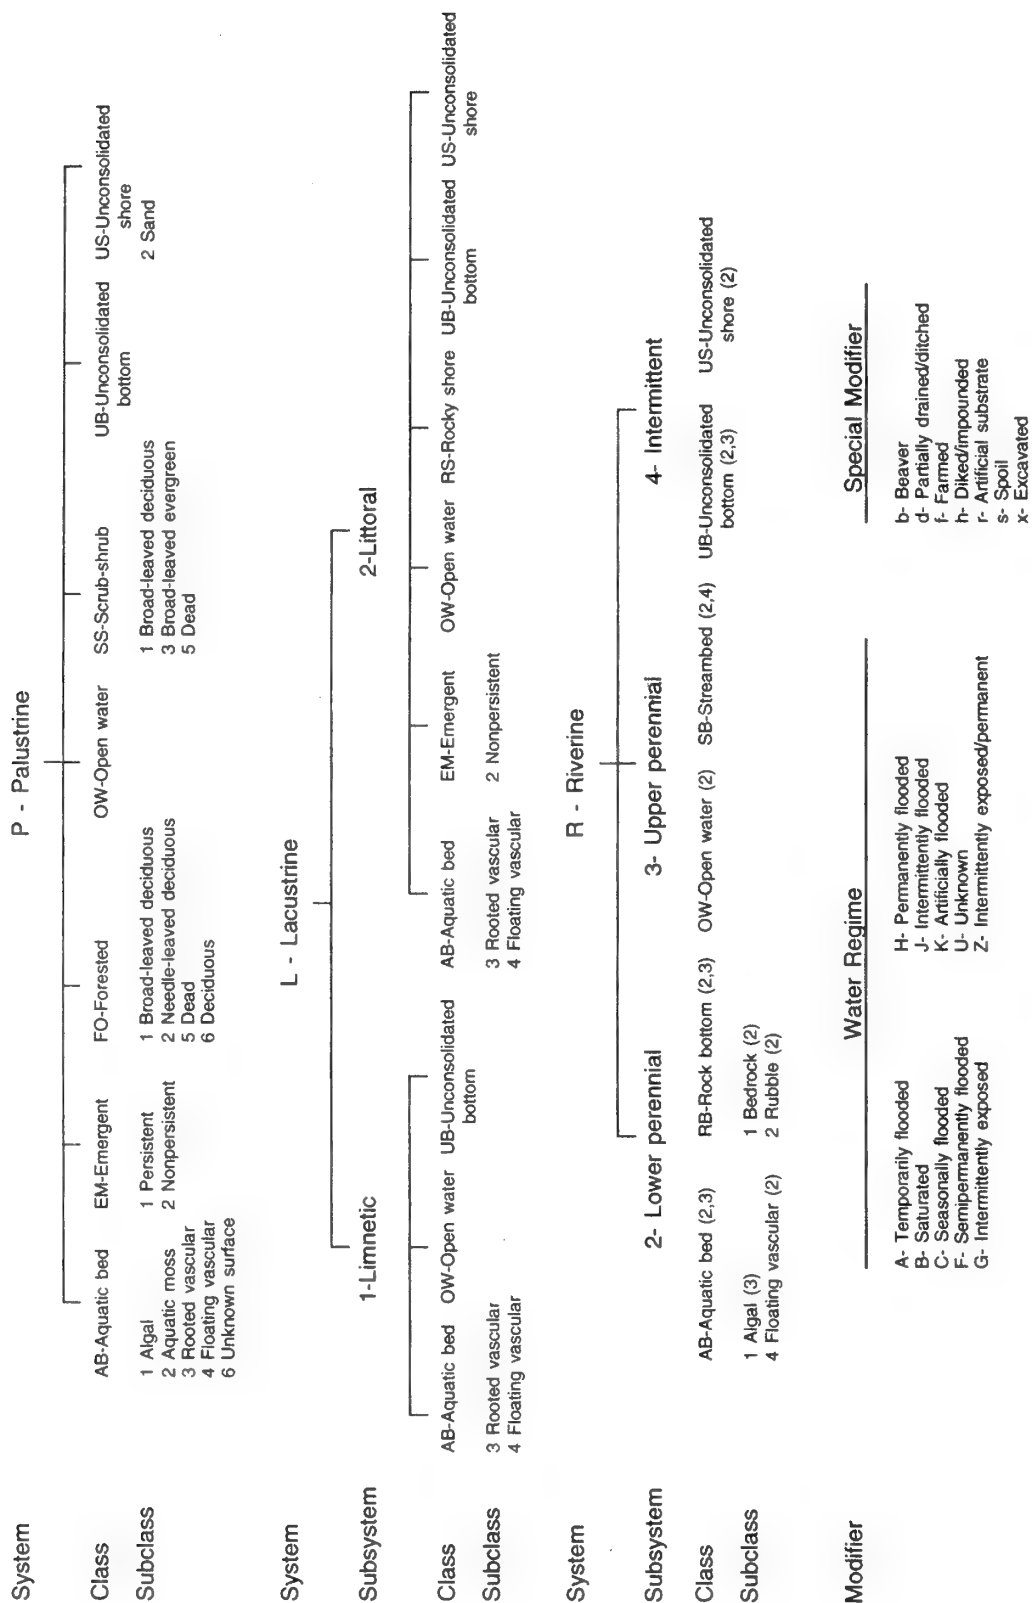 System
P - Palustrine
Class
AB-Aquatic bed
EM-Emergent
FO-Forested
OW-Open water
SS-Scrub-shrub
UB-Unconsolidated
bottom
US-Unconsolidated
shore
Subclass
1 Algal
2 Aquatic moss
3 Rooted vascular
4 Floating vascular
6 Unknown surface
1 Persistent
2 Nonpersistent
1 Broad-leaved deciduous
2 Needle-leaved deciduous
5 Dead
6 Deciduous
1 Broad-leaved deciduous
3 Broad-leaved evergreen
5 Dead
2 Sand
System
L - Lacustrine
Subsystem
1-Limnetic
2-Littoral
Class
AB-Aquatic bed
OW-Open water
UB-Unconsolidated
bottom
AB-Aquatic bed
EM-Emergent
OW-Open water
RS-Rocky shore
UB-Unconsolidated
bottom
US-Unconsolidated
shore
Subclass
3 Rooted vascular
4 Floating vascular
3 Rooted vascular
4 Floating vascular
2 Nonpersistent
System
R - Riverine
Subsystem
2- Lower perennial
3- Upper perennial
4- Intermittent
Class
AB-Aquatic bed (2,3)
RB-Rock bottom (2,3)
OW-Open water (2)
SB-Streambed (2,4)
UB-Unconsolidated
bottom (2,3)
US-Unconsolidated
shore (2)
Subclass
1 Algal (3)
4 Floating vascular (2)
1 Bedrock (2)
2 Rubble (2)
Modifier
Water Regime
A- Temporarily flooded
B- Saturated
C- Seasonally flooded
F- Semipermanently flooded
G- Intermittently exposed
H- Permanently flooded
J- Intermittently flooded
K- Artificially flooded
U- Unknown
Z- Intermittently exposed/permanent
Special Modifier
b- Beaver
d- Partially drained/ditched
f- Farmed
h- Diked/impounded
r- Artificial substrate
s- Spoil
x- Excavated